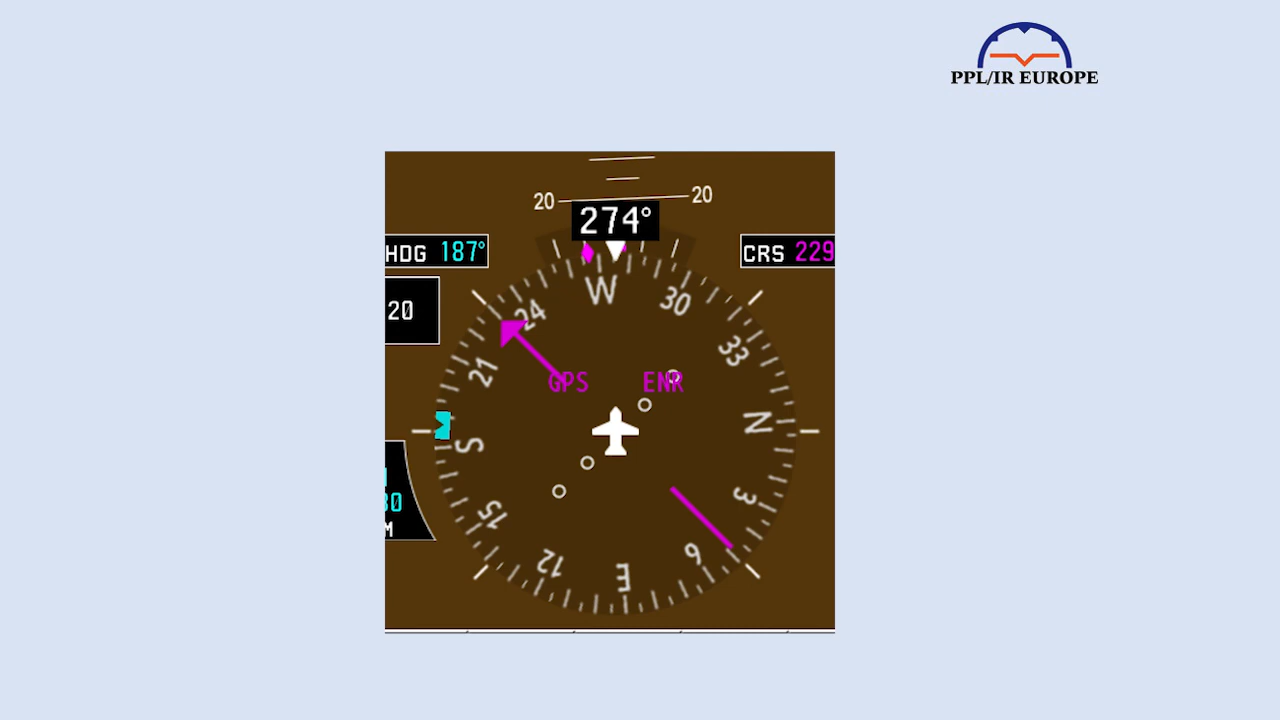 PPL/IR EUROPE
20 20
274°
HDG 187°
CRS 229
20
W
30
33
N
3
6
E
12
15
S
21
24
GPS ENR
30
M